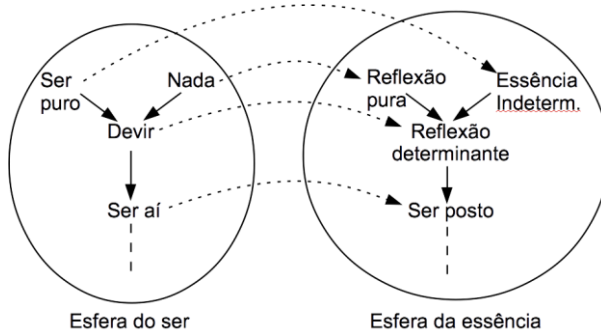 Ser
puro
Nada
Devir
Ser aí
Esfera do ser
Reflexão
pura
Essência
Indeterm.
Reflexão
determinante
Ser posto
Esfera da essência